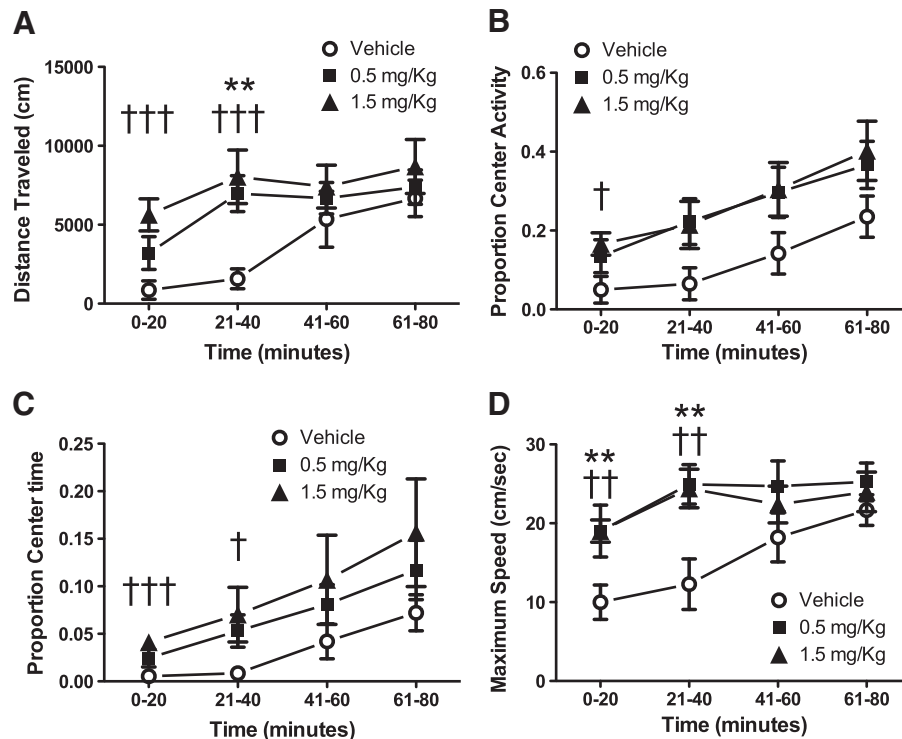 A
Vehicle
0.5 mg/Kg
1.5 mg/Kg
Distance Traveled (cm)
15000
10000
5000
0
**
††† †††
0-20 21-40 41-60 61-80
Time (minutes)
B
Vehicle
0.5 mg/Kg
1.5 mg/Kg
Proportion Center Activity
0.6
0.4
0.2
0.0
†
0-20 21-40 41-60 61-80
Time (minutes)
C
Vehicle
0.5 mg/Kg
1.5 mg/Kg
Proportion Center time
0.25
0.20
0.15
0.10
0.05
0.00
†
†††
0-20 21-40 41-60 61-80
Time (minutes)
D
Maximum Speed (cm/sec)
30
20
10
0
**
††
**
††
Vehicle
0.5 mg/Kg
1.5 mg/Kg
0-20 21-40 41-60 61-80
Time (minutes)